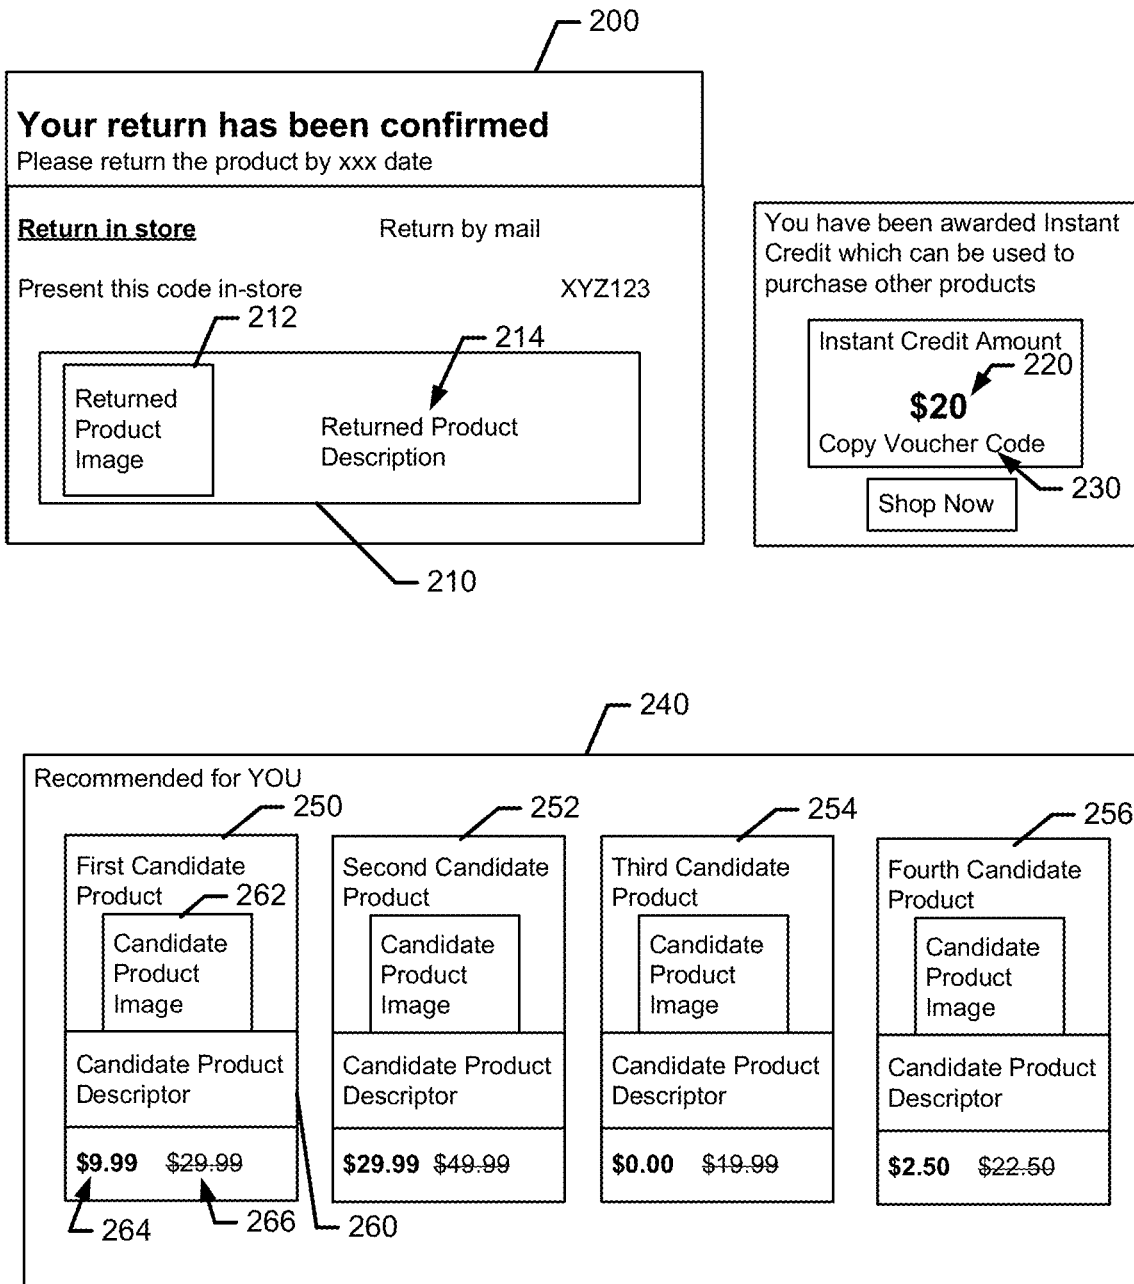 200
Your return has been confirmed
Please return the product by xxx date
Return in store
Return by mail
Present this code in-store
XYZ123
212
214
Returned
Product
Image
Returned Product
Description
210
You have been awarded Instant
Credit which can be used to
purchase other products
Instant Credit Amount
220
$20
Copy Voucher Code
230
Shop Now
240
Recommended for YOU
250
252
254
256
First Candidate
Product
262
Candidate
Product
Image
Candidate Product
Descriptor
$9.99 $29.99
264
266
260
Second Candidate
Product
Candidate
Product
Image
Candidate Product
Descriptor
$29.99 $49.99
Third Candidate
Product
Candidate
Product
Image
Candidate Product
Descriptor
$0.00 $19.99
Fourth Candidate
Product
Candidate
Product
Image
Candidate Product
Descriptor
$2.50 $22.50